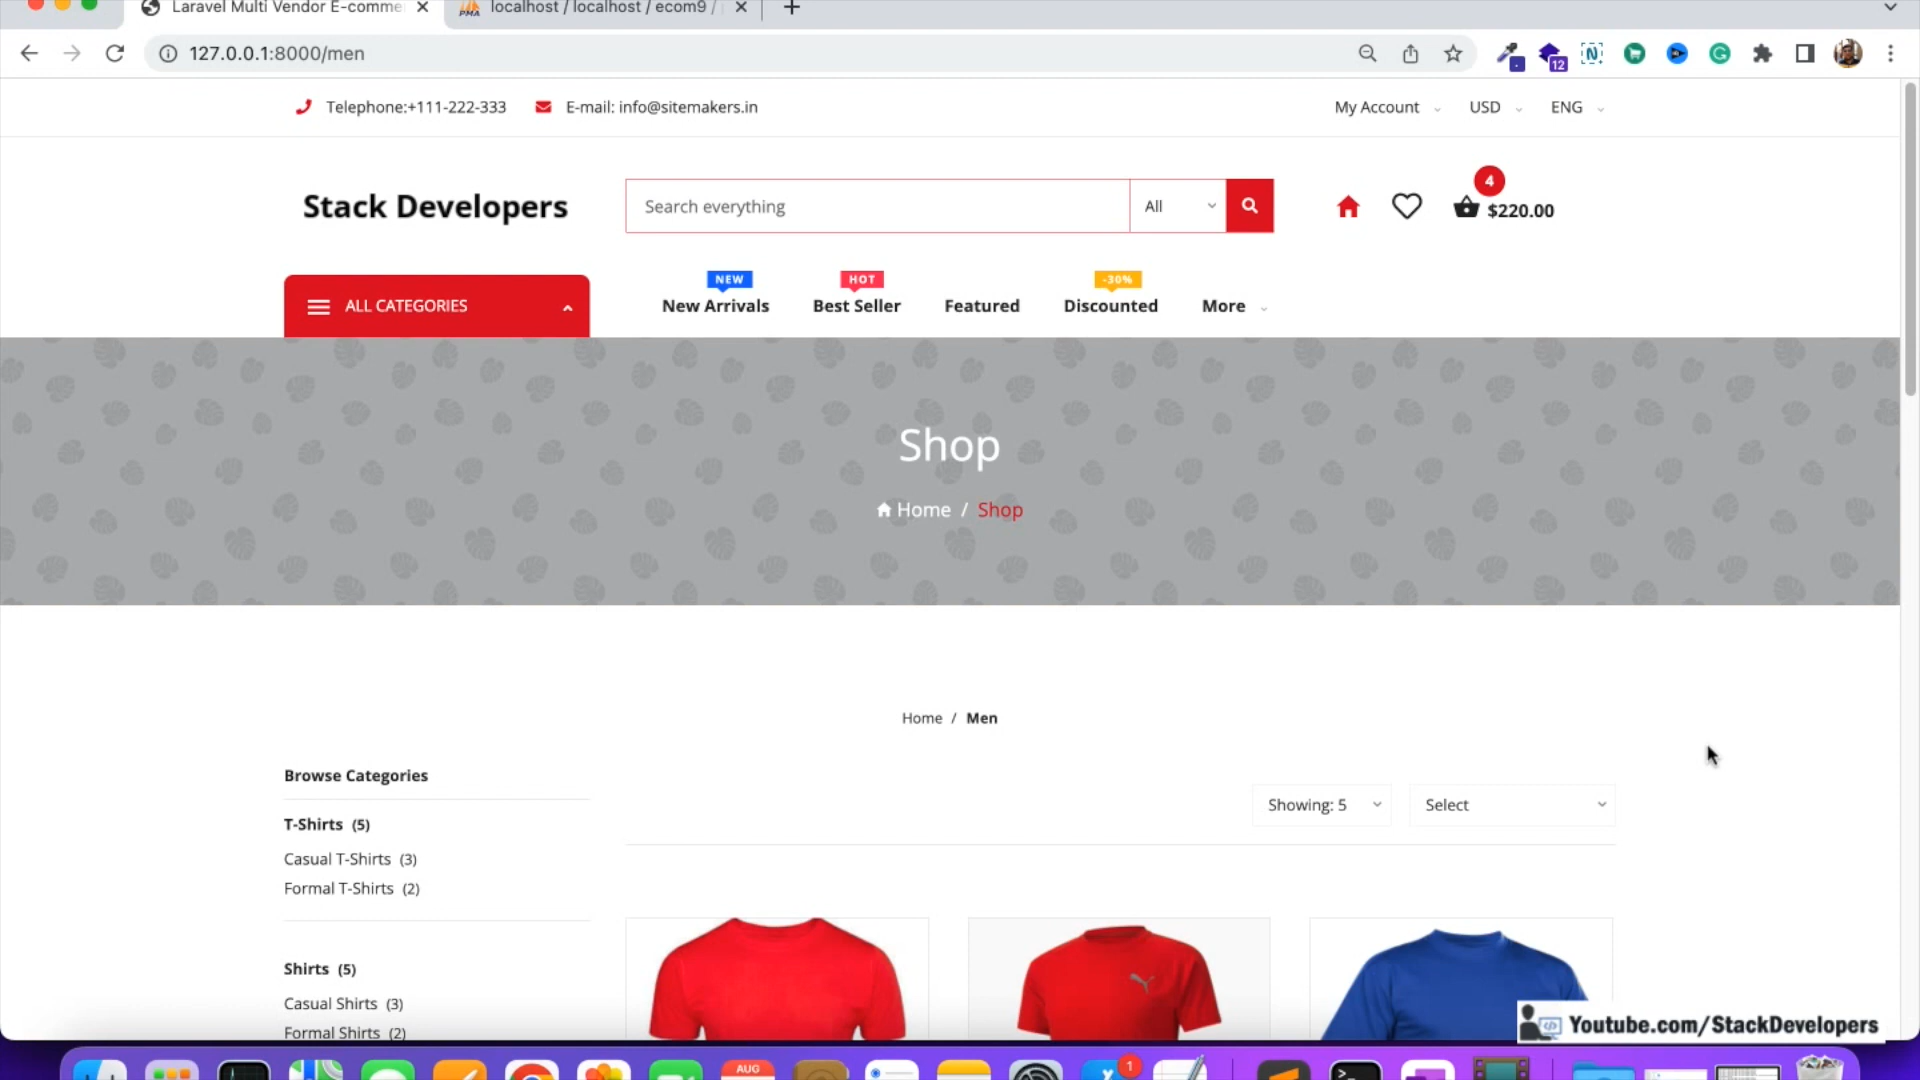 Laravel Multi Vendor E-comme
localhost / localhost / ecom9 /
127.0.0.1:8000/men
12
Telephone:+111-222-333
E-mail: info@sitemakers.in
My Account
USD
ENG
Stack Developers
Search everything
All
4
$220.00
NEW
HOT
-30%
ALL CATEGORIES
New Arrivals
Best Seller
Featured
Discounted
More
Shop
Home / Shop
Home / Men
Browse Categories
Showing: 5
Select
T-Shirts (5)
Casual T-Shirts (3)
Formal T-Shirts (2)
Shirts (5)
Casual Shirts (3)
Formal Shirts (2)
Youtube.com/StackDevelopers
AUG
1